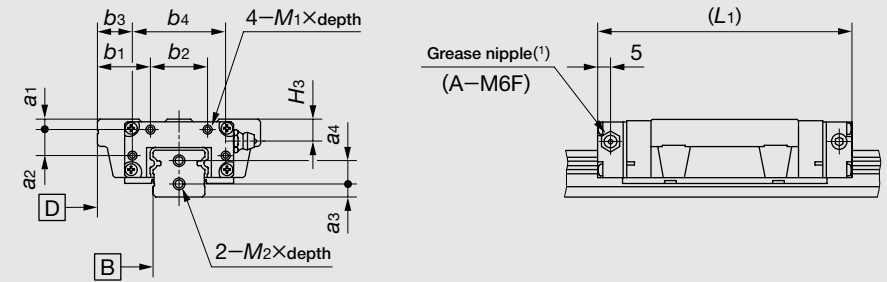 b3 b4 4−M1×depth
b1 b2
a1
a2
H3
a4
a3
D
B
2−M2×depth
(L1)
5
Grease nipple(1)
(A−M6F)